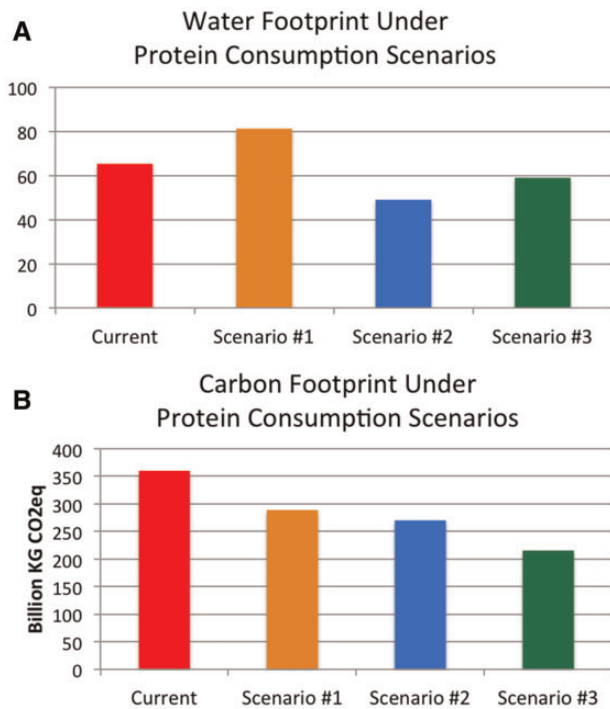 A
Water Footprint Under
Protein Consumption Scenarios
100
80
60
40
20
0
Current Scenario #1 Scenario #2 Scenario #3
B
Carbon Footprint Under
Protein Consumption Scenarios
Billion KG CO2eq
400
350
300
250
200
150
100
50
0
Current Scenario #1 Scenario #2 Scenario #3